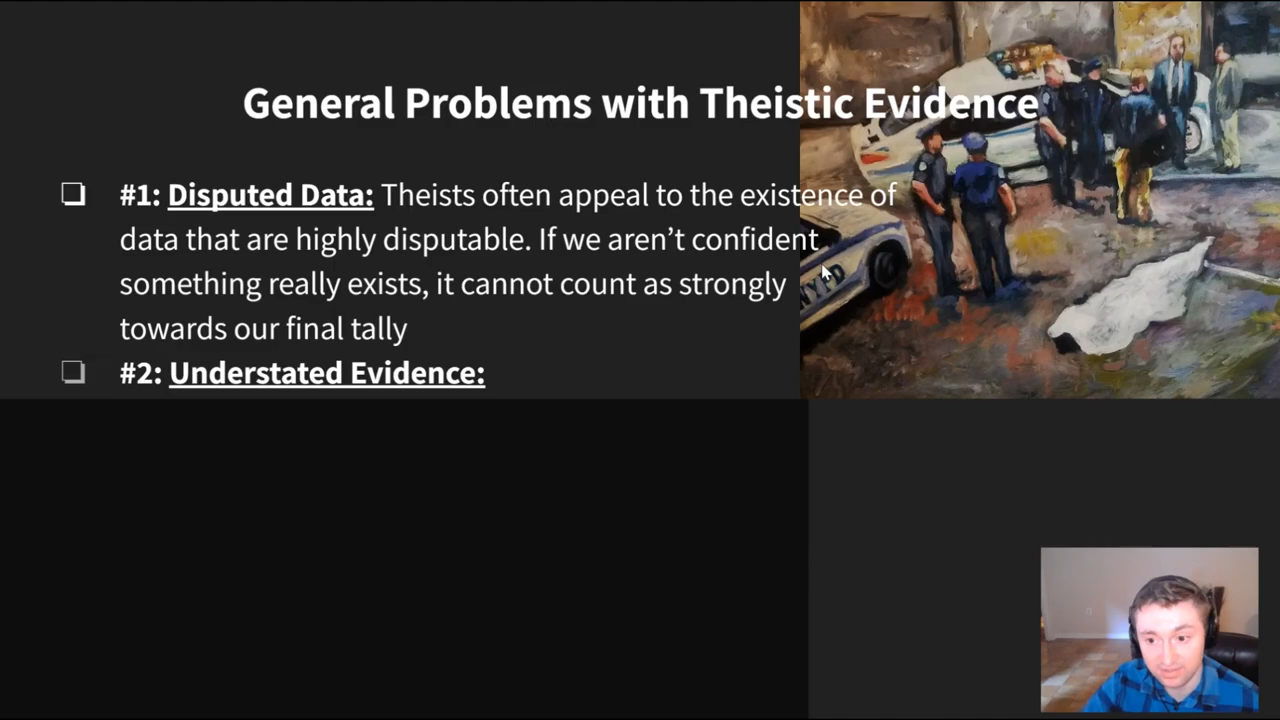 General Problems with Theistic Evidence
#1: Disputed Data: Theists often appeal to the existence of
data that are highly disputable. If we aren’t confident
something really exists, it cannot count as strongly
towards our final tally
#2: Understated Evidence:
NYPD